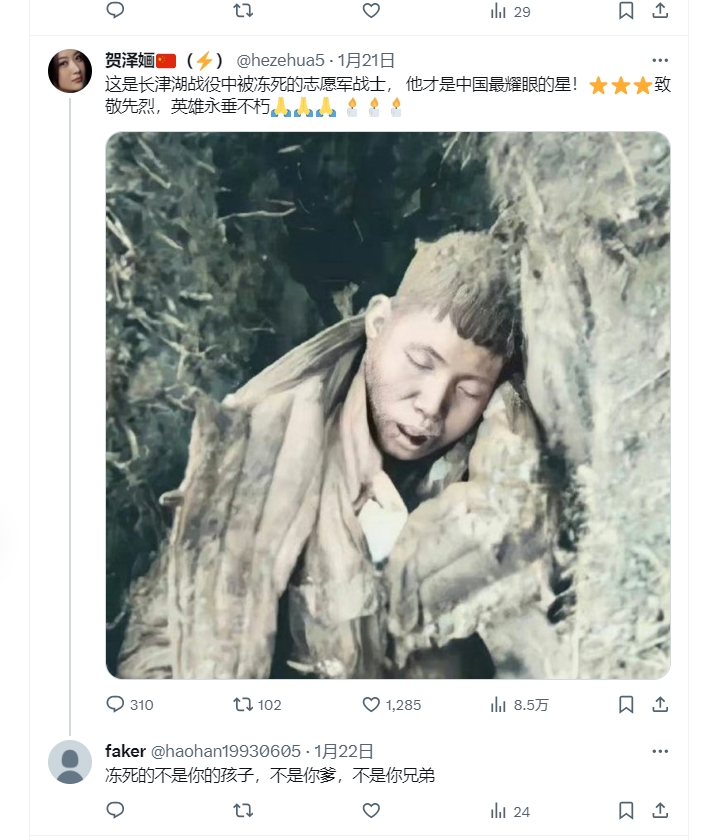 29
贺泽婳🇨🇳（⚡） @hezehua5 · 1月21日
这是长津湖战役中被冻死的志愿军战士， 他才是中国最耀眼的星！⭐⭐⭐致
敬先烈，英雄永垂不朽🙏🙏🙏🕯🕯🕯
310 102 1,285 8.5万
faker @haohan19930605 · 1月22日
冻死的不是你的孩子，不是你爹，不是你兄弟
24